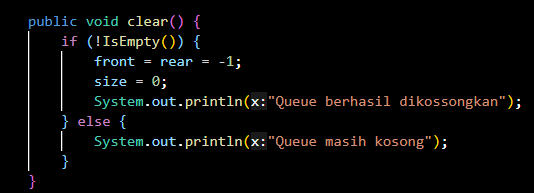 public void clear() {
if (!IsEmpty()) {
front = rear = -1;
size = 0;
System.out.println(x:"Queue berhasil dikossongkan");
} else {
System.out.println(x:"Queue masih kosong");
}
}